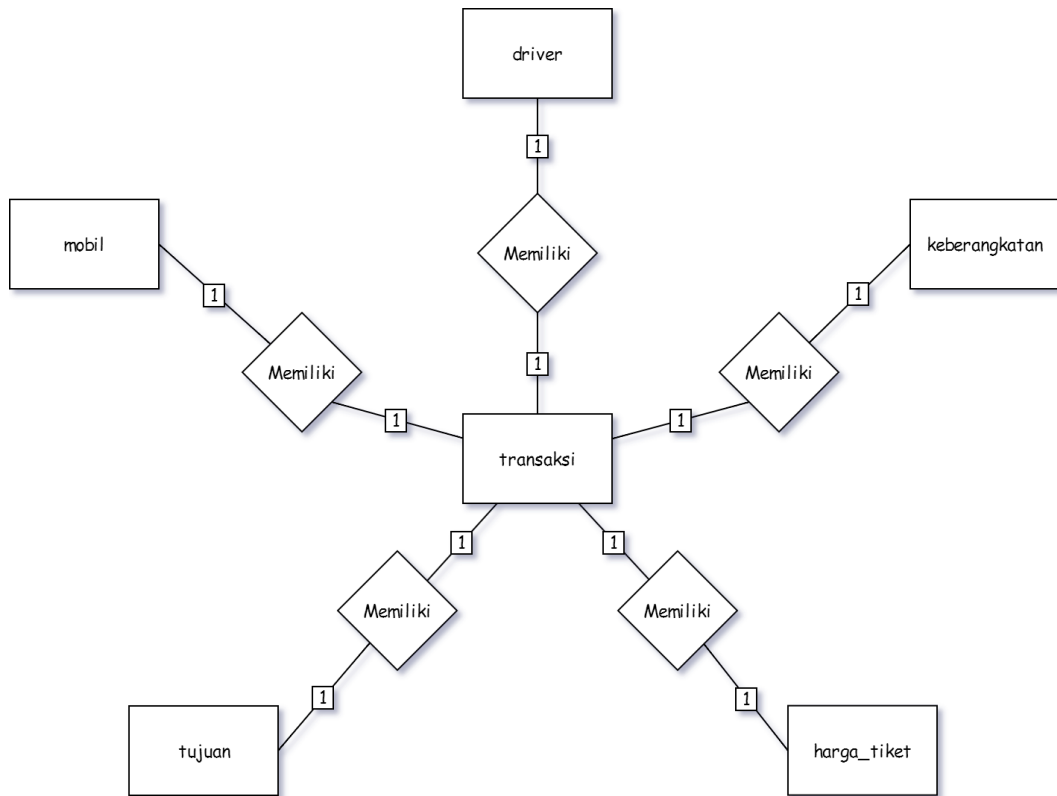 driver
1
mobil
keberangkatan
Memiliki
1
1
1
Memiliki
Memiliki
1
1
transaksi
1
1
Memiliki
Memiliki
1
1
tujuan
harga_tiket